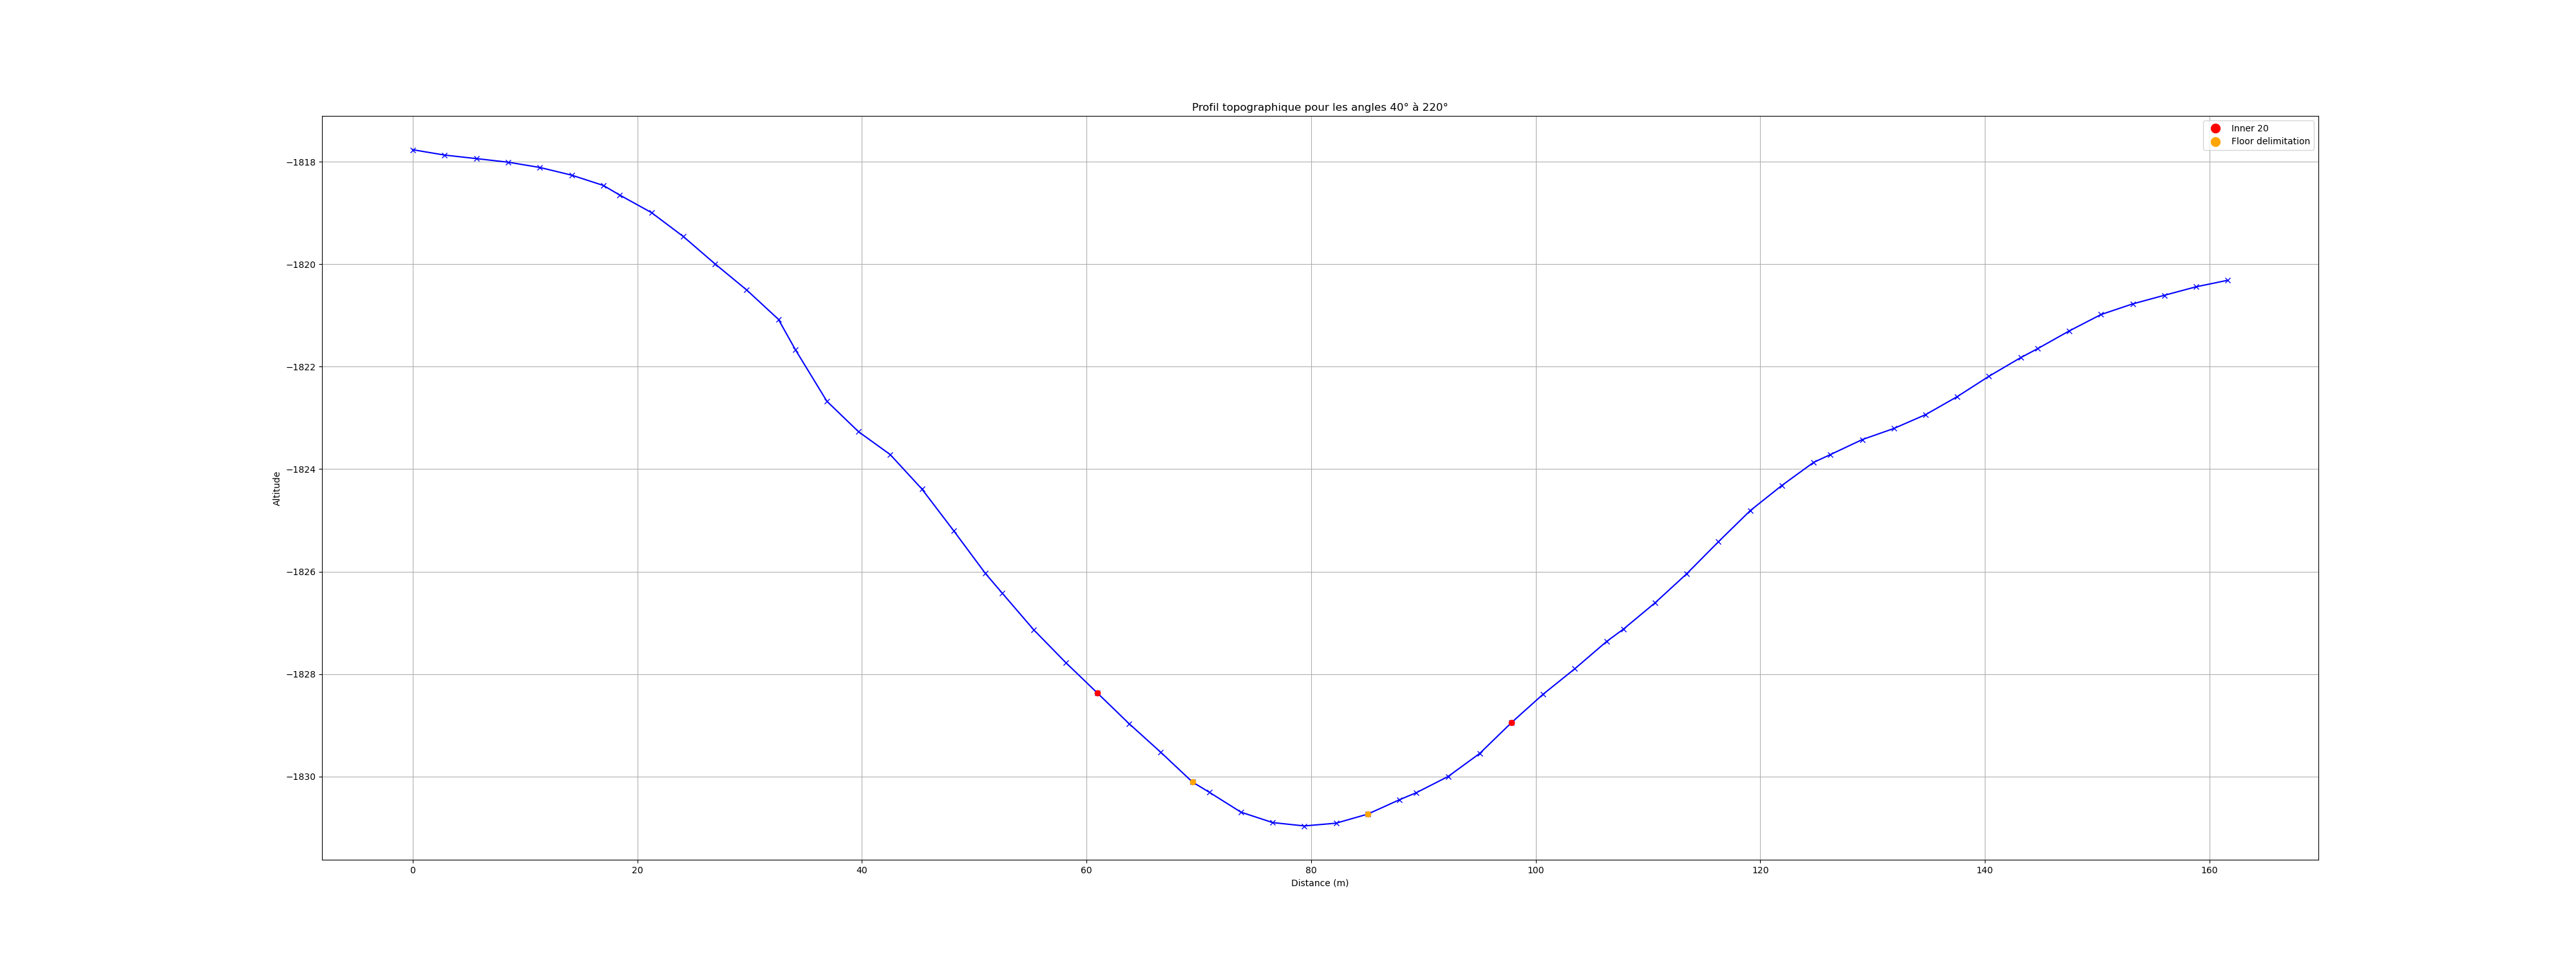 Profil topographique pour les angles 40° à 220°
Inner 20
Floor delimitation
−1818
−1820
−1822
−1824
−1826
−1828
−1830
Altitude
0 20 40 60 80 100 120 140 160
Distance (m)